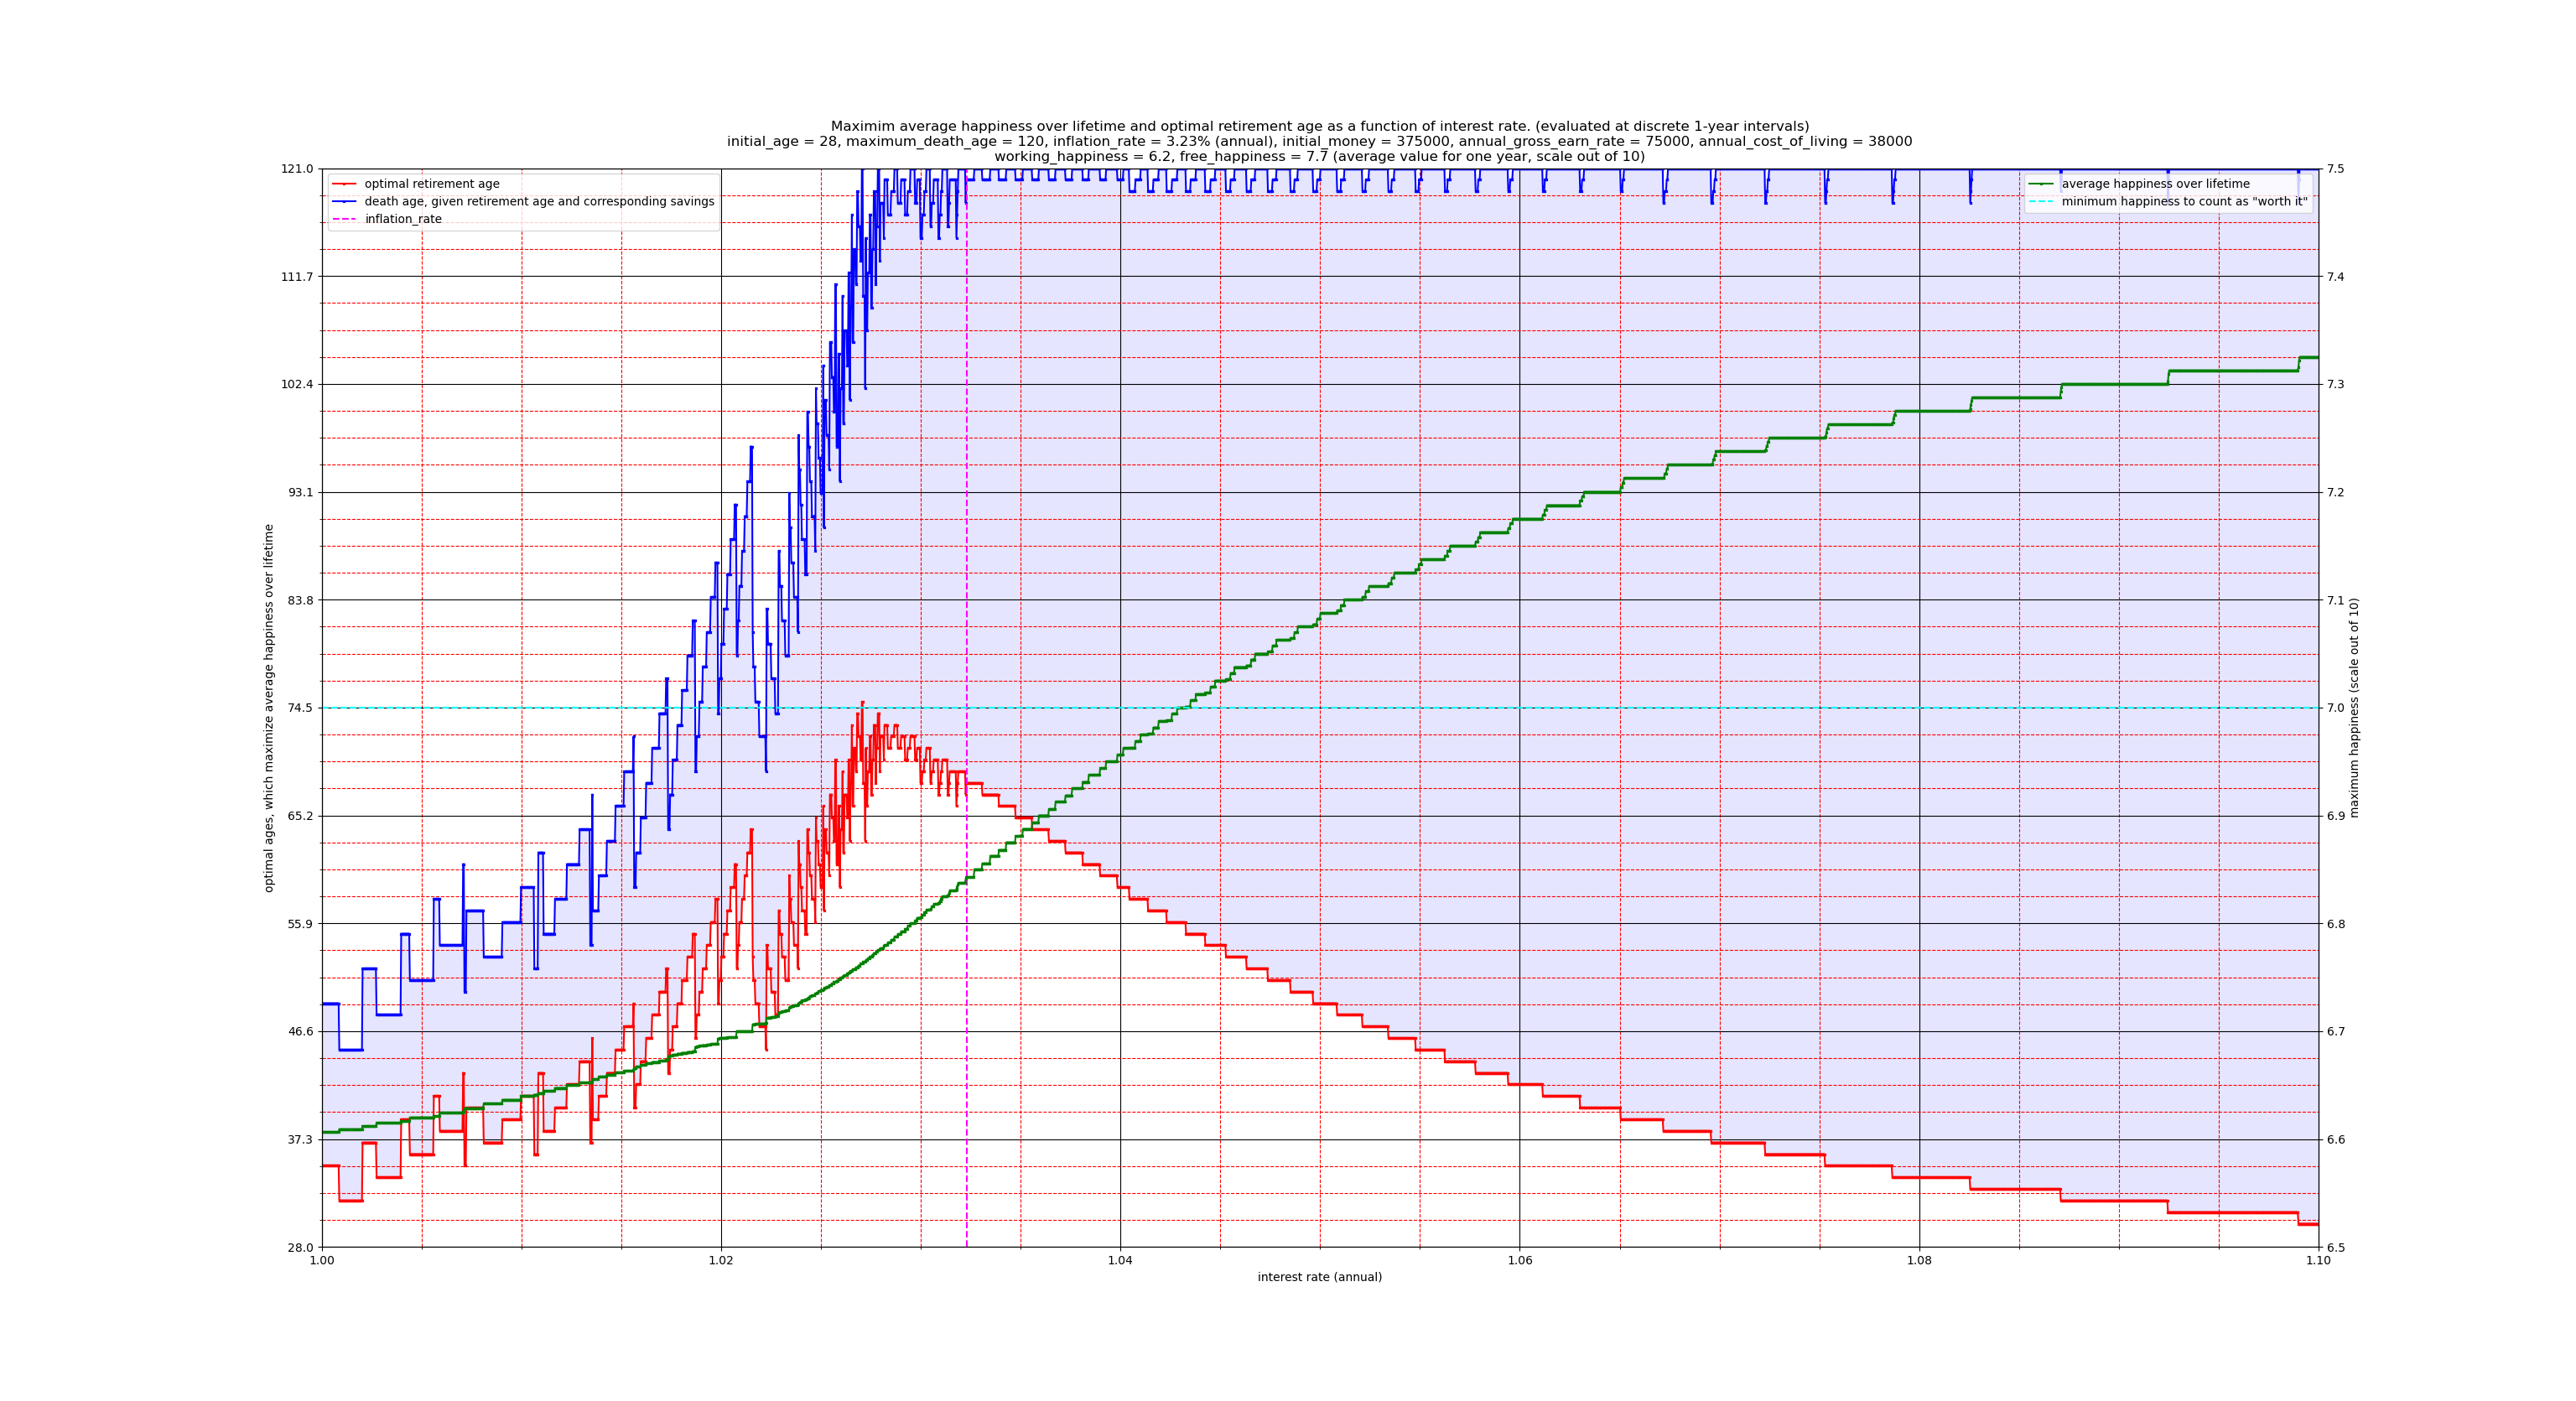 Maximim average happiness over lifetime and optimal retirement age as a function of interest rate. (evaluated at discrete 1-year intervals)
initial_age = 28, maximum_death_age = 120, inflation_rate = 3.23% (annual), initial_money = 375000, annual_gross_earn_rate = 75000, annual_cost_of_living = 38000
working_happiness = 6.2, free_happiness = 7.7 (average value for one year, scale out of 10)
optimal retirement age
death age, given retirement age and corresponding savings
inflation_rate
average happiness over lifetime
minimum happiness to count as "worth it"
optimal ages, which maximize average happiness over lifetime
121.0
111.7
102.4
93.1
83.8
74.5
65.2
55.9
46.6
37.3
28.0
7.5
7.4
7.3
7.2
7.1
7.0
6.9
6.8
6.7
6.6
6.5
maximum happiness (scale out of 10)
1.00
1.02
1.04
1.06
1.08
1.10
interest rate (annual)